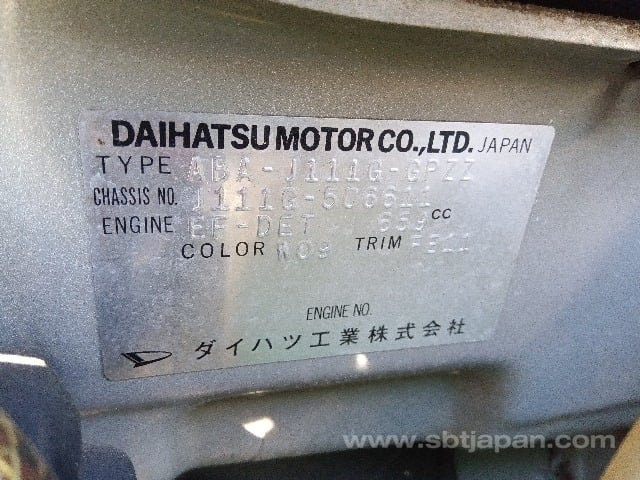 DAIHATSU MOTOR CO., LTD. JAPAN
TYPE ABA-J111G-GPZZ
CHASSIS NO. J111G-506611
ENGINE EF-DET 659 CC
COLOR W09 TRIM FE11
ENGINE NO.
ダイハツ工業株式会社
www.sbtjapan.com